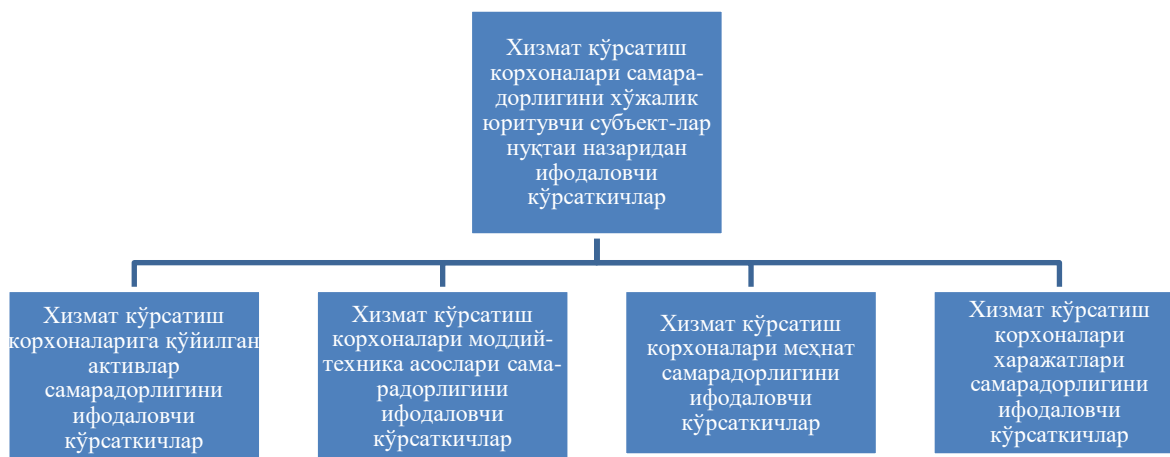 Хизмат кўрсатиш
корхоналари самара-
дорлигини хўжалик
юритувчи субъект-лар
нуқтаи назаридан
ифодаловчи
кўрсаткичлар
Хизмат кўрсатиш
корхоналарига қўйилган
активлар
самарадорлигини
ифодаловчи
кўрсаткичлар
Хизмат кўрсатиш
корхоналари моддий-
техника асослари сама-
радорлигини
ифодаловчи
кўрсаткичлар
Хизмат кўрсатиш
корхоналари меҳнат
самарадорлигини
ифодаловчи
кўрсаткичлар
Хизмат кўрсатиш
корхоналари
харажатлари
самарадорлигини
ифодаловчи
кўрсаткичлар